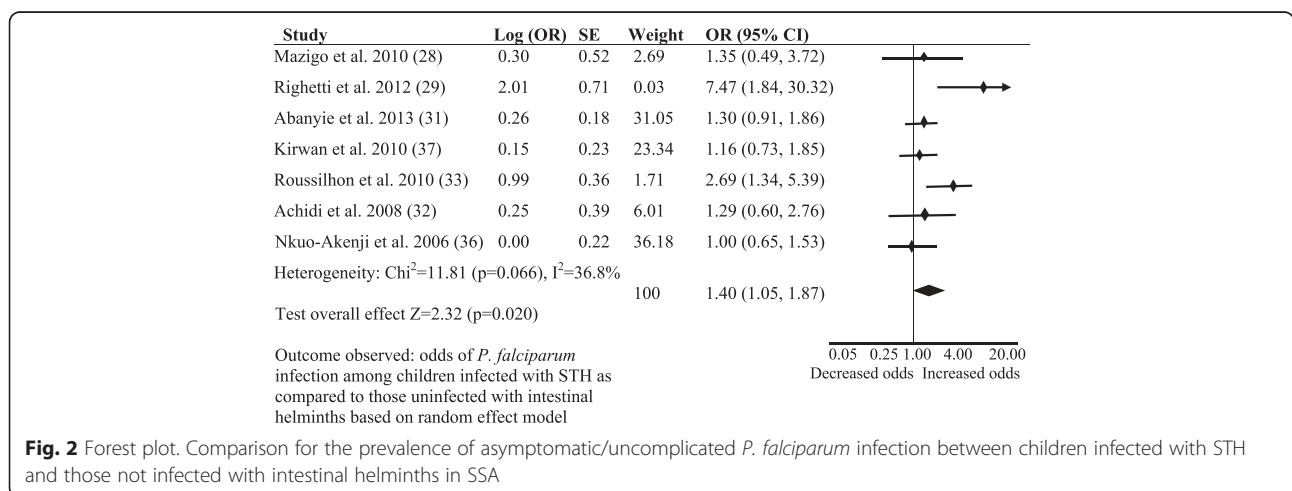 Study Log (OR) SE Weight OR (95% CI)
Mazigo et al. 2010 (28) 0.30 0.52 2.69 1.35 (0.49, 3.72)
Righetti et al. 2012 (29) 2.01 0.71 0.03 7.47 (1.84, 30.32)
Abanyie et al. 2013 (31) 0.26 0.18 31.05 1.30 (0.91, 1.86)
Kirwan et al. 2010 (37) 0.15 0.23 23.34 1.16 (0.73, 1.85)
Roussilhon et al. 2010 (33) 0.99 0.36 1.71 2.69 (1.34, 5.39)
Achidi et al. 2008 (32) 0.25 0.39 6.01 1.29 (0.60, 2.76)
Nkuo-Akenji et al. 2006 (36) 0.00 0.22 36.18 1.00 (0.65, 1.53)
Heterogeneity: Chi²=11.81 (p=0.066), I²=36.8%
100 1.40 (1.05, 1.87)
Test overall effect Z=2.32 (p=0.020)
0.05 0.25 1.00 4.00 20.00
Decreased odds Increased odds
Outcome observed: odds of P. falciparum
infection among children infected with STH as
compared to those uninfected with intestinal
helminths based on random effect model
Fig. 2 Forest plot. Comparison for the prevalence of asymptomatic/uncomplicated P. falciparum infection between children infected with STH
and those not infected with intestinal helminths in SSA